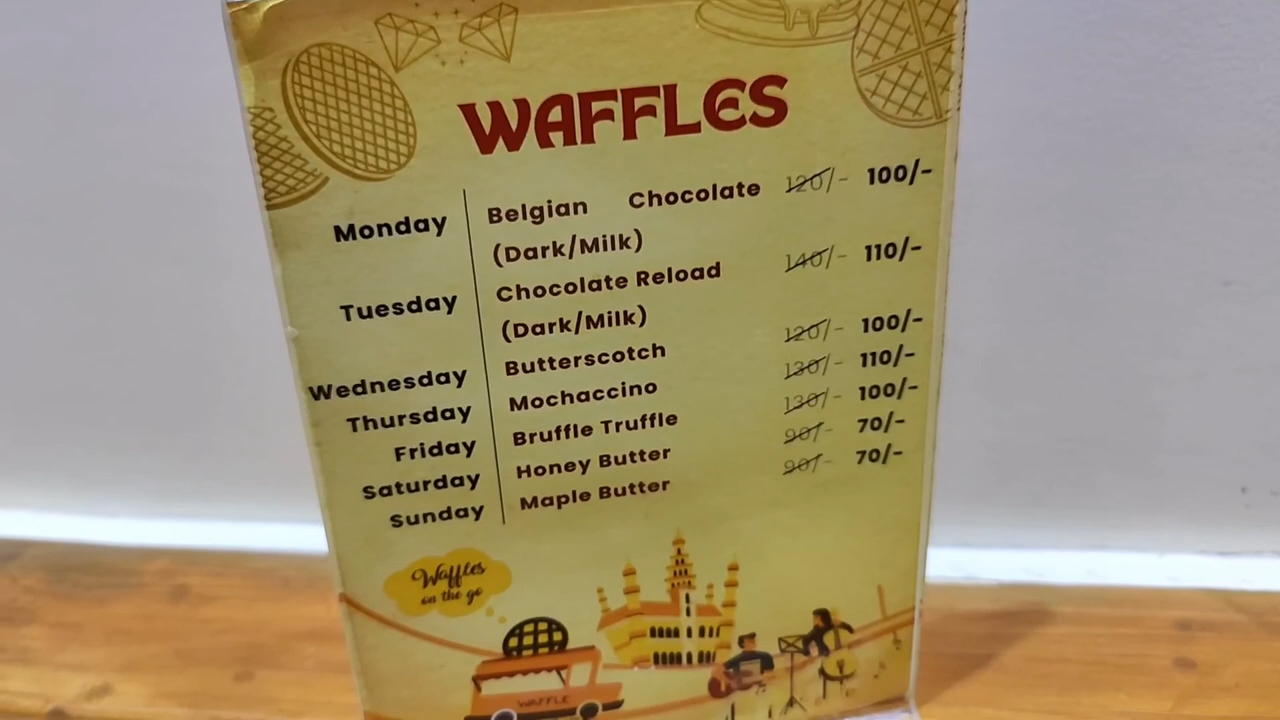 WAFFLES
Monday Belgian Chocolate 120/- 100/-
(Dark/Milk)
Tuesday Chocolate Reload 140/- 110/-
(Dark/Milk)
Wednesday Butterscotch 120/- 100/-
Thursday Mochaccino 130/- 110/-
Friday Bruffle Truffle 130/- 100/-
Saturday Honey Butter 90/- 70/-
Sunday Maple Butter 90/- 70/-
Waffles
on the go
WAFFLE